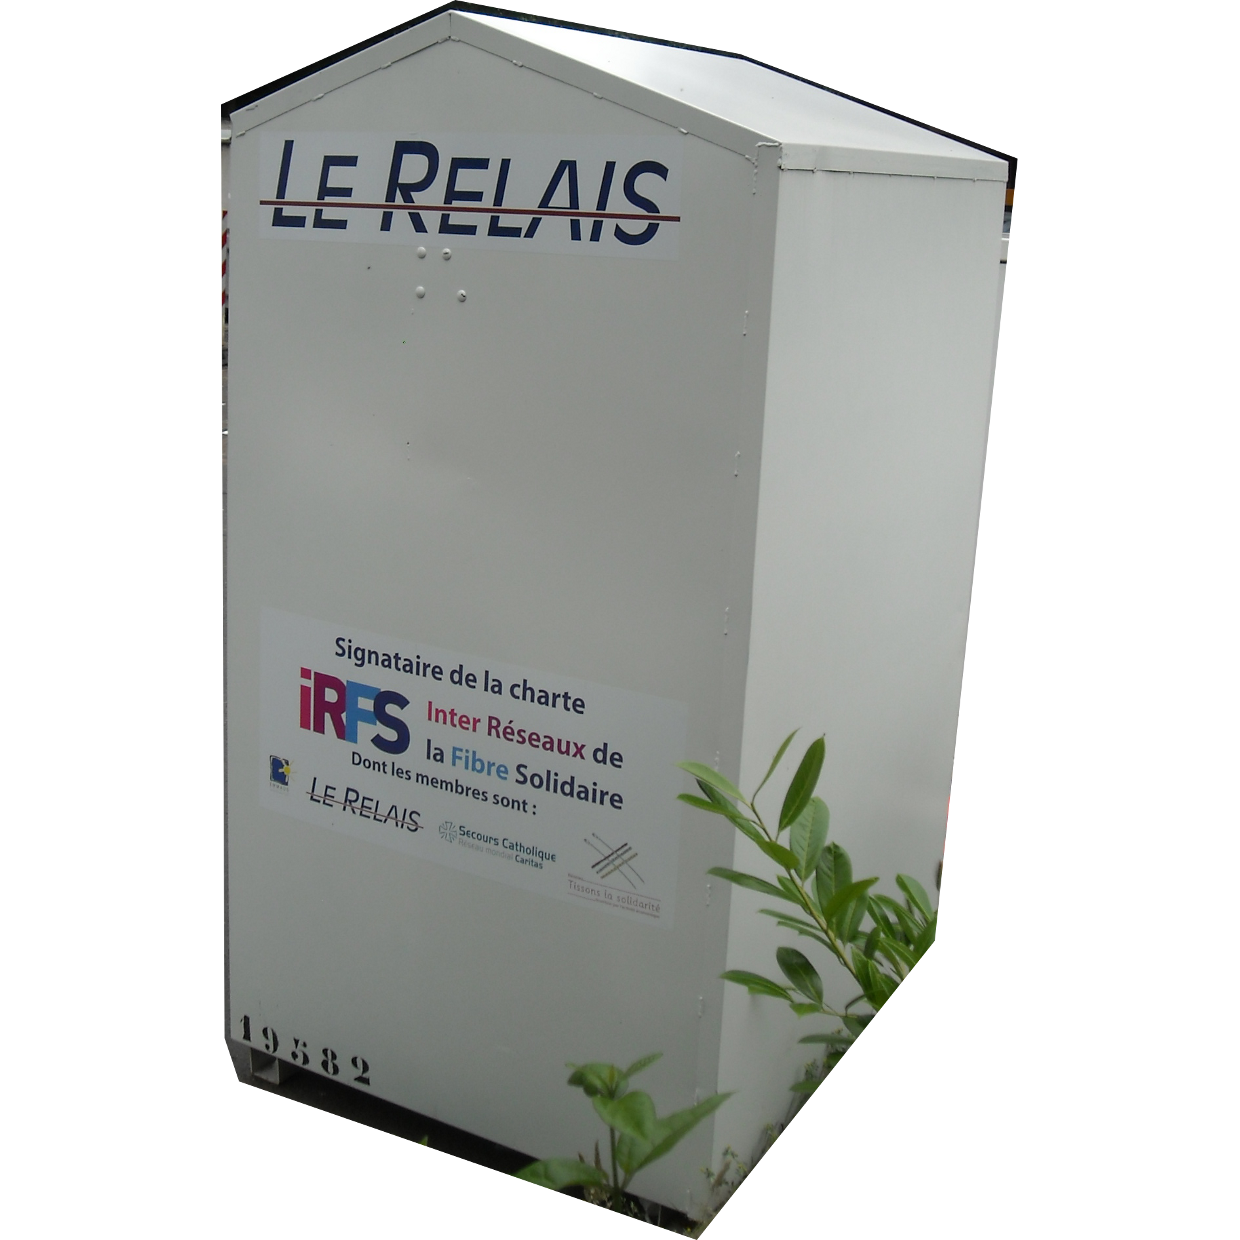 LE RELAIS
Signataire de la charte
iRFS
Inter Réseaux de
la Fibre Solidaire
Dont les membres sont :
LE RELAIS
Secours Catholique
Réseau mondial Caritas
Tissons la solidarité
19582